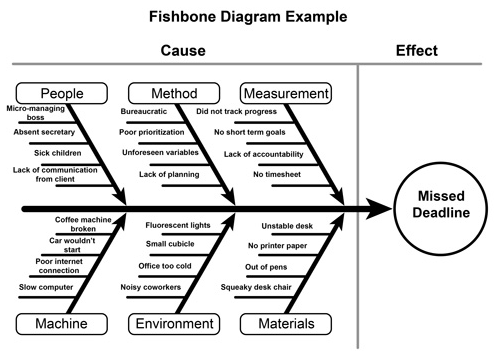 Fishbone Diagram Example
Cause
Effect
People
Method
Measurement
Micro-managing
boss
Absent secretary
Sick children
Lack of communication
from client
Bureaucratic
Poor prioritization
Unforeseen variables
Lack of planning
Did not track progress
No short term goals
Lack of accountability
No timesheet
Missed
Deadline
Coffee machine
broken
Car wouldn't
start
Poor internet
connection
Slow computer
Fluorescent lights
Small cubicle
Office too cold
Noisy coworkers
Unstable desk
No printer paper
Out of pens
Squeaky desk chair
Machine
Environment
Materials